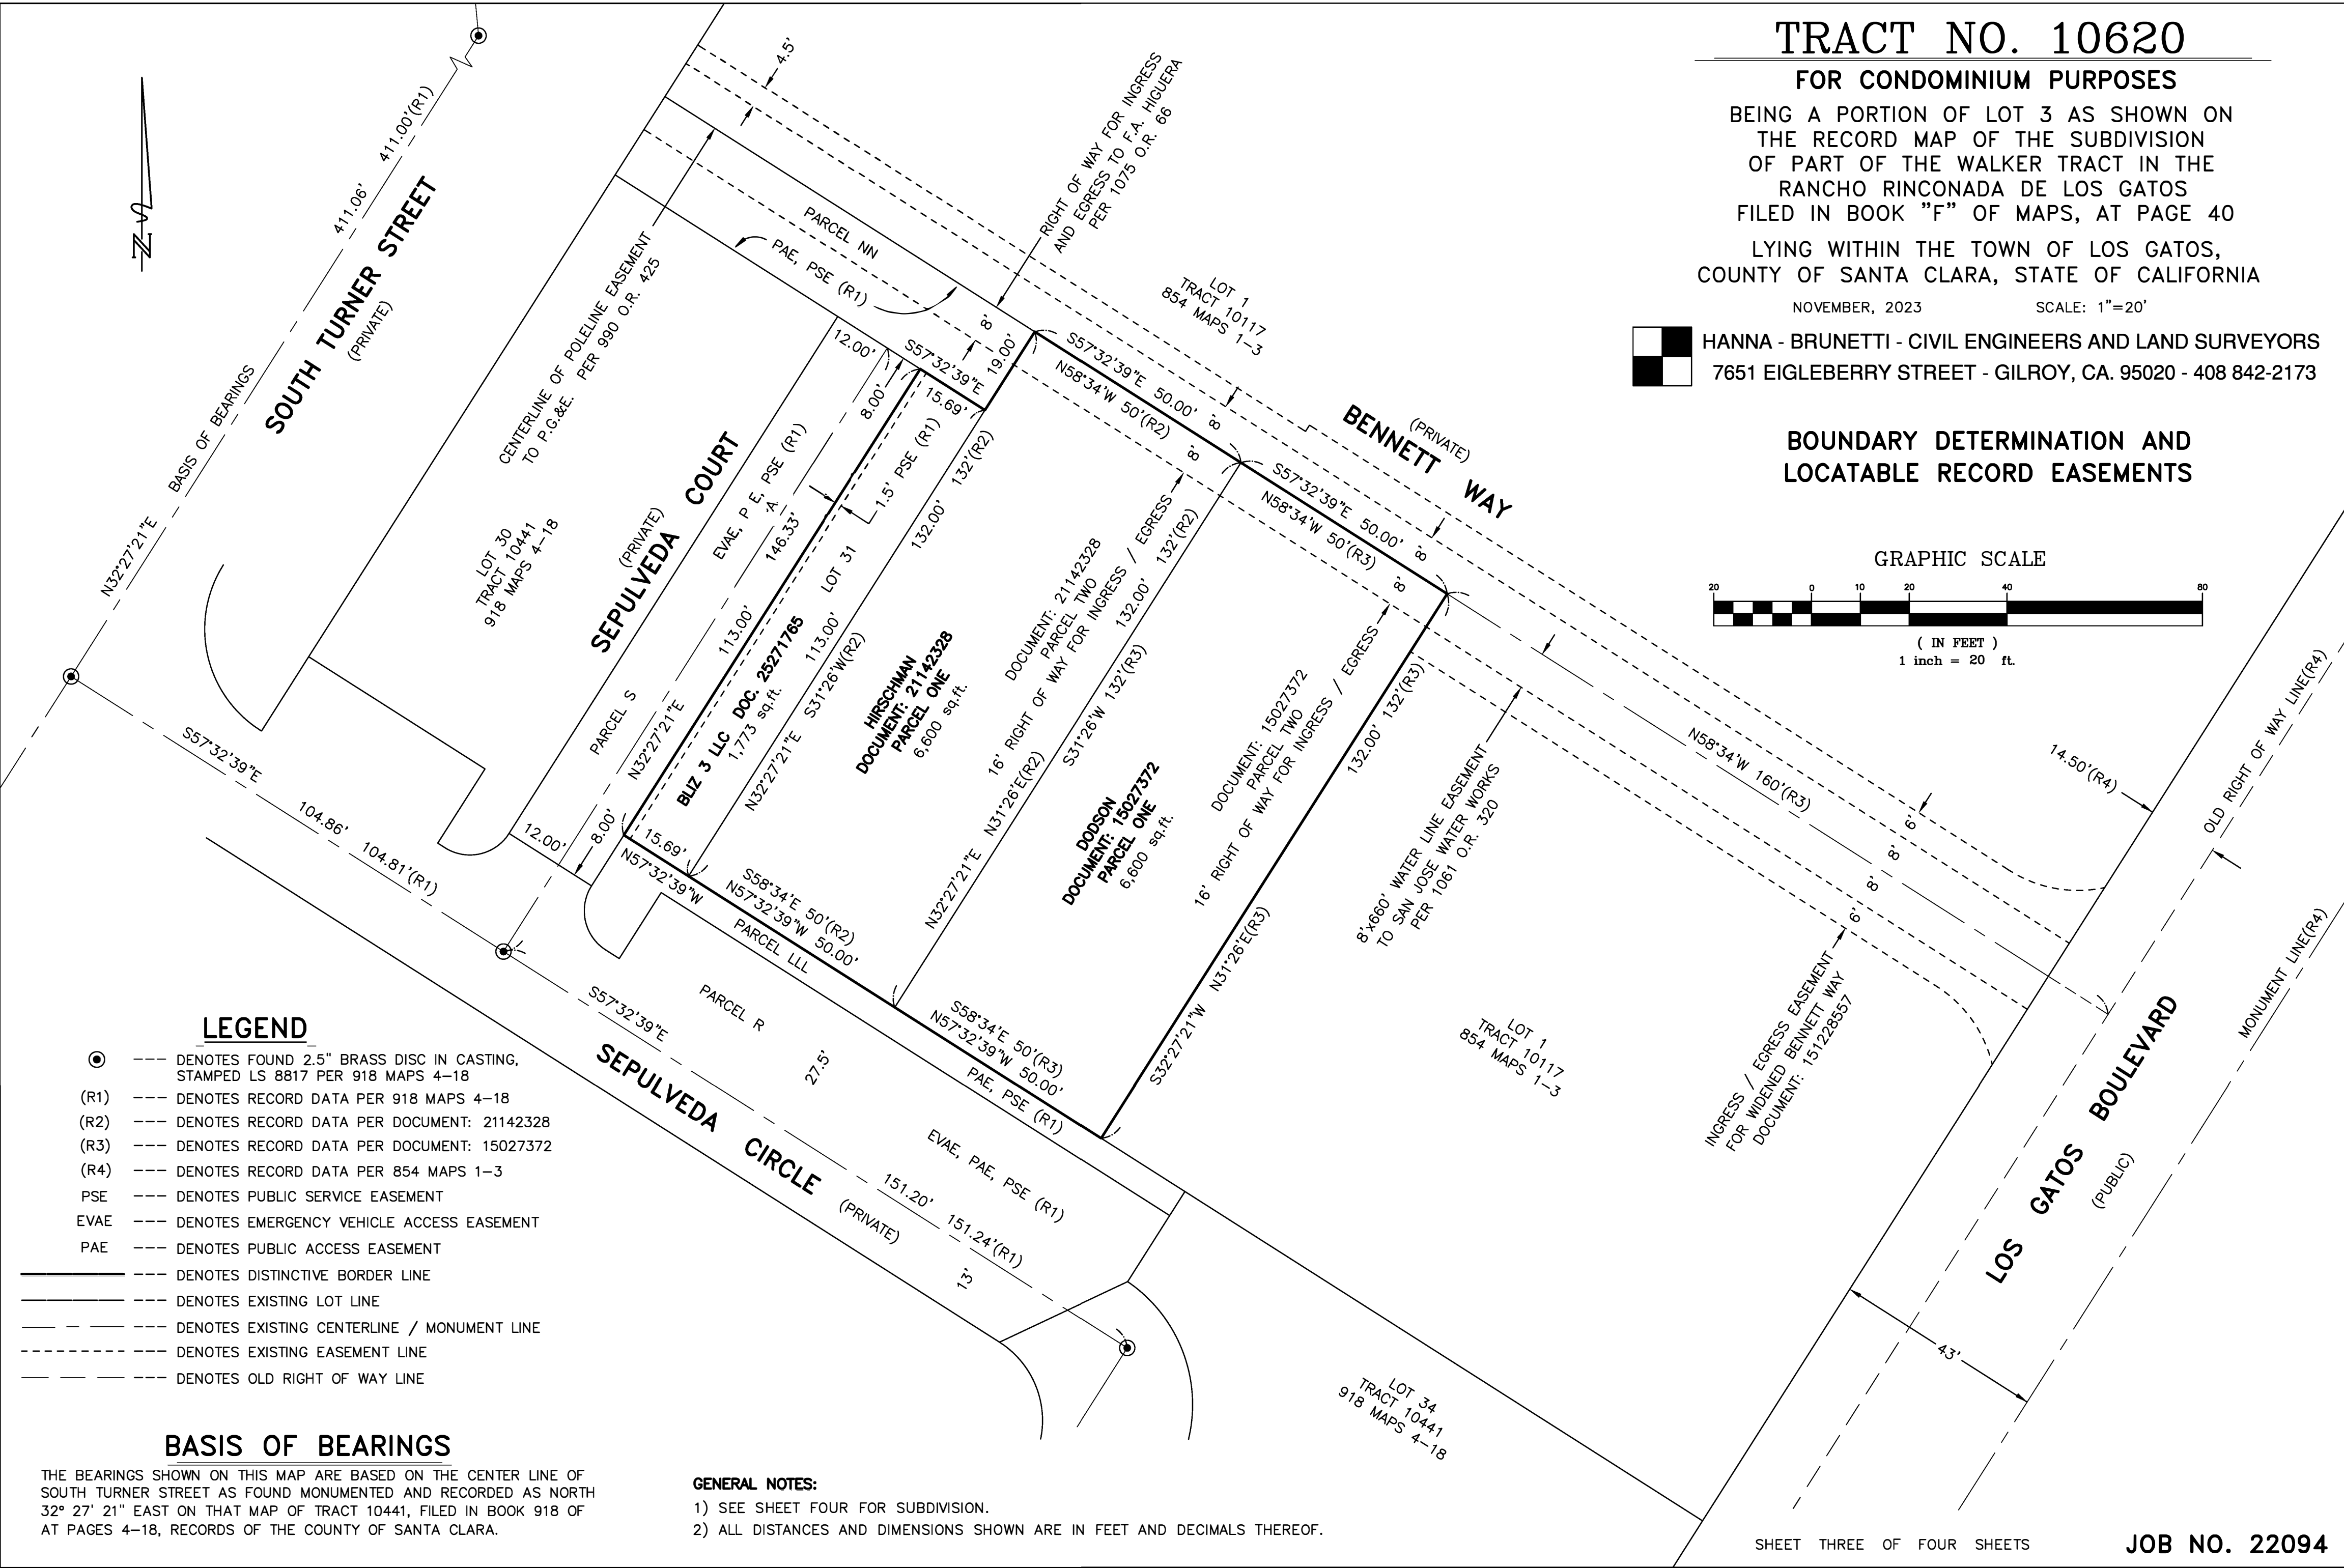 TRACT NO. 10620
FOR CONDOMINIUM PURPOSES
BEING A PORTION OF LOT 3 AS SHOWN ON
THE RECORD MAP OF THE SUBDIVISION
OF PART OF THE WALKER TRACT IN THE
RANCHO RINCONADA DE LOS GATOS
FILED IN BOOK "F" OF MAPS, AT PAGE 40
LYING WITHIN THE TOWN OF LOS GATOS,
COUNTY OF SANTA CLARA, STATE OF CALIFORNIA
NOVEMBER, 2023 SCALE: 1"=20'
HANNA - BRUNETTI - CIVIL ENGINEERS AND LAND SURVEYORS
7651 EIGLEBERRY STREET - GILROY, CA. 95020 - 408 842-2173
BOUNDARY DETERMINATION AND
LOCATABLE RECORD EASEMENTS
GRAPHIC SCALE
20 0 10 20 40 80
( IN FEET )
1 inch = 20 ft.
N
411.06' 411.00'(R1)
BASIS OF BEARINGS
N32°27'21"E
SOUTH TURNER STREET
(PRIVATE)
4.5'
RIGHT OF WAY FOR INGRESS
AND EGRESS TO F.A. HIGUERA
PER 1075 O.R. 66
PARCEL NN
PAE, PSE (R1)
CENTERLINE OF POLELINE EASEMENT
TO P.G.&E. PER 990 O.R. 425
LOT 1
TRACT 10117
854 MAPS 1-3
LOT 30
TRACT 10441
918 MAPS 4-18
SEPULVEDA COURT
(PRIVATE)
12.00'
8.00'
S57°32'39"E
15.69'
8'
19.00'
EVAE, P'E, PSE (R1)
'A.
146.33'
1.5' PSE (R1)
113.00'
N32°27'21"E
PARCEL S
BLIZ 3 LLC DOC. 25271765
1,773 sq.ft.
LOT 31
113.00'
132.00' 132'(R2)
N32°27'21"E S31°26'W(R2)
HIRSCHMAN
DOCUMENT: 21142328
PARCEL ONE
6,600 sq.ft.
S57°32'39"E 50.00'
N58°34'W 50'(R2)
8'
8'
DOCUMENT: 21142328
PARCEL TWO
16' RIGHT OF WAY FOR INGRESS / EGRESS
132.00' 132'(R2)
S31°26'W 132'(R3)
N32°27'21"E N31°26'E(R2)
S57°32'39"E 50.00'
N58°34'W 50'(R3)
8'
8'
BENNETT WAY
(PRIVATE)
DODSON
DOCUMENT: 15027372
PARCEL ONE
6,600 sq.ft.
DOCUMENT: 15027372
PARCEL TWO
16' RIGHT OF WAY FOR INGRESS / EGRESS
132.00' 132'(R3)
S32°27'21"W N31°26'E(R3)
8'x660' WATER LINE EASEMENT
TO SAN JOSE WATER WORKS
PER 1061 O.R. 320
N58°34'W 160'(R3)
6'
8'
8'
6'
14.50'(R4)
OLD RIGHT OF WAY LINE(R4)
MONUMENT LINE(R4)
INGRESS / EGRESS EASEMENT
FOR WIDENED BENNETT WAY
DOCUMENT: 15128557
LOS GATOS BOULEVARD
(PUBLIC)
43'
LOT 1
TRACT 10117
854 MAPS 1-3
LOT 34
TRACT 10441
918 MAPS 4-18
S57°32'39"E
104.86' 104.81'(R1)
12.00'
8.00'
15.69'
N57°32'39"W
S58°34'E 50'(R2)
N57°32'39"W 50.00'
PARCEL LLL
S58°34'E 50'(R3)
N57°32'39"W 50.00'
PAE, PSE (R1)
PARCEL R
27.5'
S57°32'39"E
SEPULVEDA CIRCLE
(PRIVATE)
EVAE, PAE, PSE (R1)
151.20' 151.24'(R1)
13'
LEGEND
--- DENOTES FOUND 2.5" BRASS DISC IN CASTING,
STAMPED LS 8817 PER 918 MAPS 4-18
(R1) --- DENOTES RECORD DATA PER 918 MAPS 4-18
(R2) --- DENOTES RECORD DATA PER DOCUMENT: 21142328
(R3) --- DENOTES RECORD DATA PER DOCUMENT: 15027372
(R4) --- DENOTES RECORD DATA PER 854 MAPS 1-3
PSE --- DENOTES PUBLIC SERVICE EASEMENT
EVAE --- DENOTES EMERGENCY VEHICLE ACCESS EASEMENT
PAE --- DENOTES PUBLIC ACCESS EASEMENT
--- DENOTES DISTINCTIVE BORDER LINE
--- DENOTES EXISTING LOT LINE
--- DENOTES EXISTING CENTERLINE / MONUMENT LINE
--- DENOTES EXISTING EASEMENT LINE
--- DENOTES OLD RIGHT OF WAY LINE
BASIS OF BEARINGS
THE BEARINGS SHOWN ON THIS MAP ARE BASED ON THE CENTER LINE OF
SOUTH TURNER STREET AS FOUND MONUMENTED AND RECORDED AS NORTH
32° 27' 21" EAST ON THAT MAP OF TRACT 10441, FILED IN BOOK 918 OF
AT PAGES 4-18, RECORDS OF THE COUNTY OF SANTA CLARA.
GENERAL NOTES:
1) SEE SHEET FOUR FOR SUBDIVISION.
2) ALL DISTANCES AND DIMENSIONS SHOWN ARE IN FEET AND DECIMALS THEREOF.
SHEET THREE OF FOUR SHEETS
JOB NO. 22094